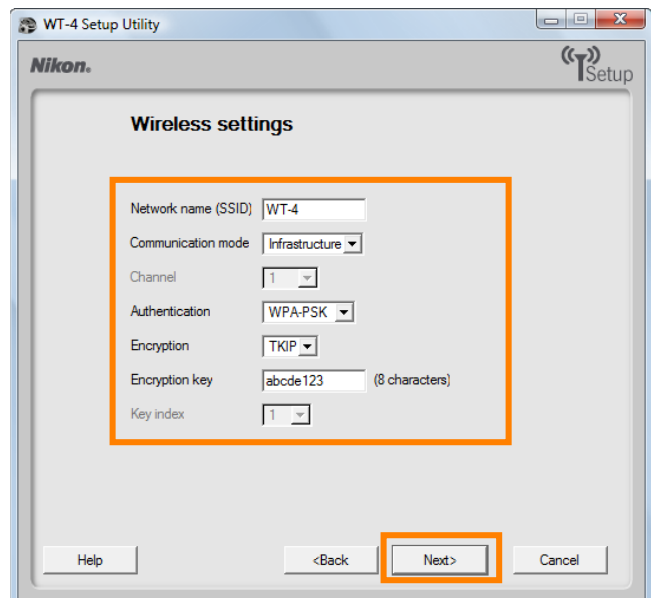 WT-4 Setup Utility
Nikon.
Setup
Wireless settings
Network name (SSID) WT-4
Communication mode Infrastructure
Channel 1
Authentication WPA-PSK
Encryption TKIP
Encryption key abcde123 (8 characters)
Key index 1
Help <Back Next> Cancel